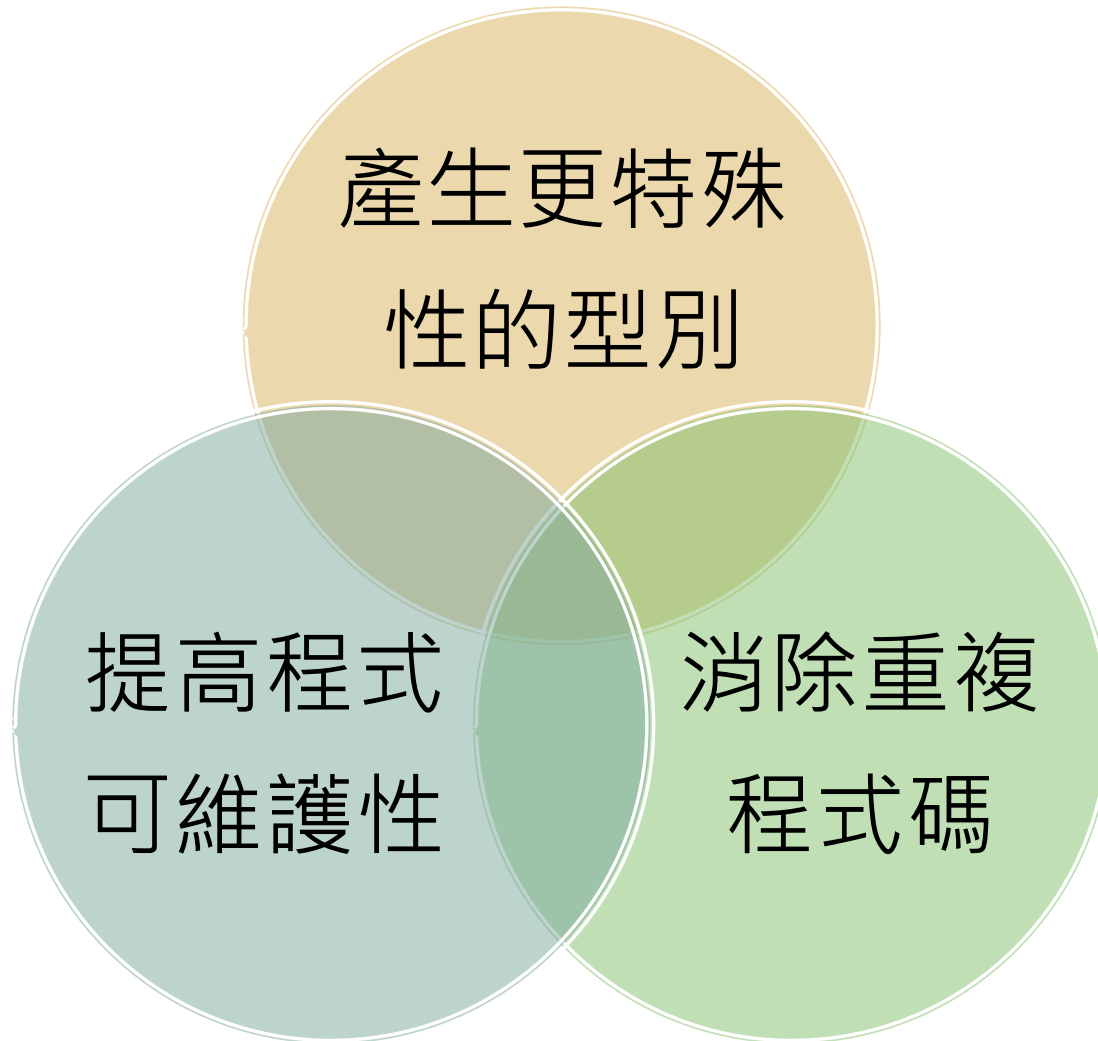 產生更特殊
性的型別
提高程式
可維護性
消除重複
程式碼